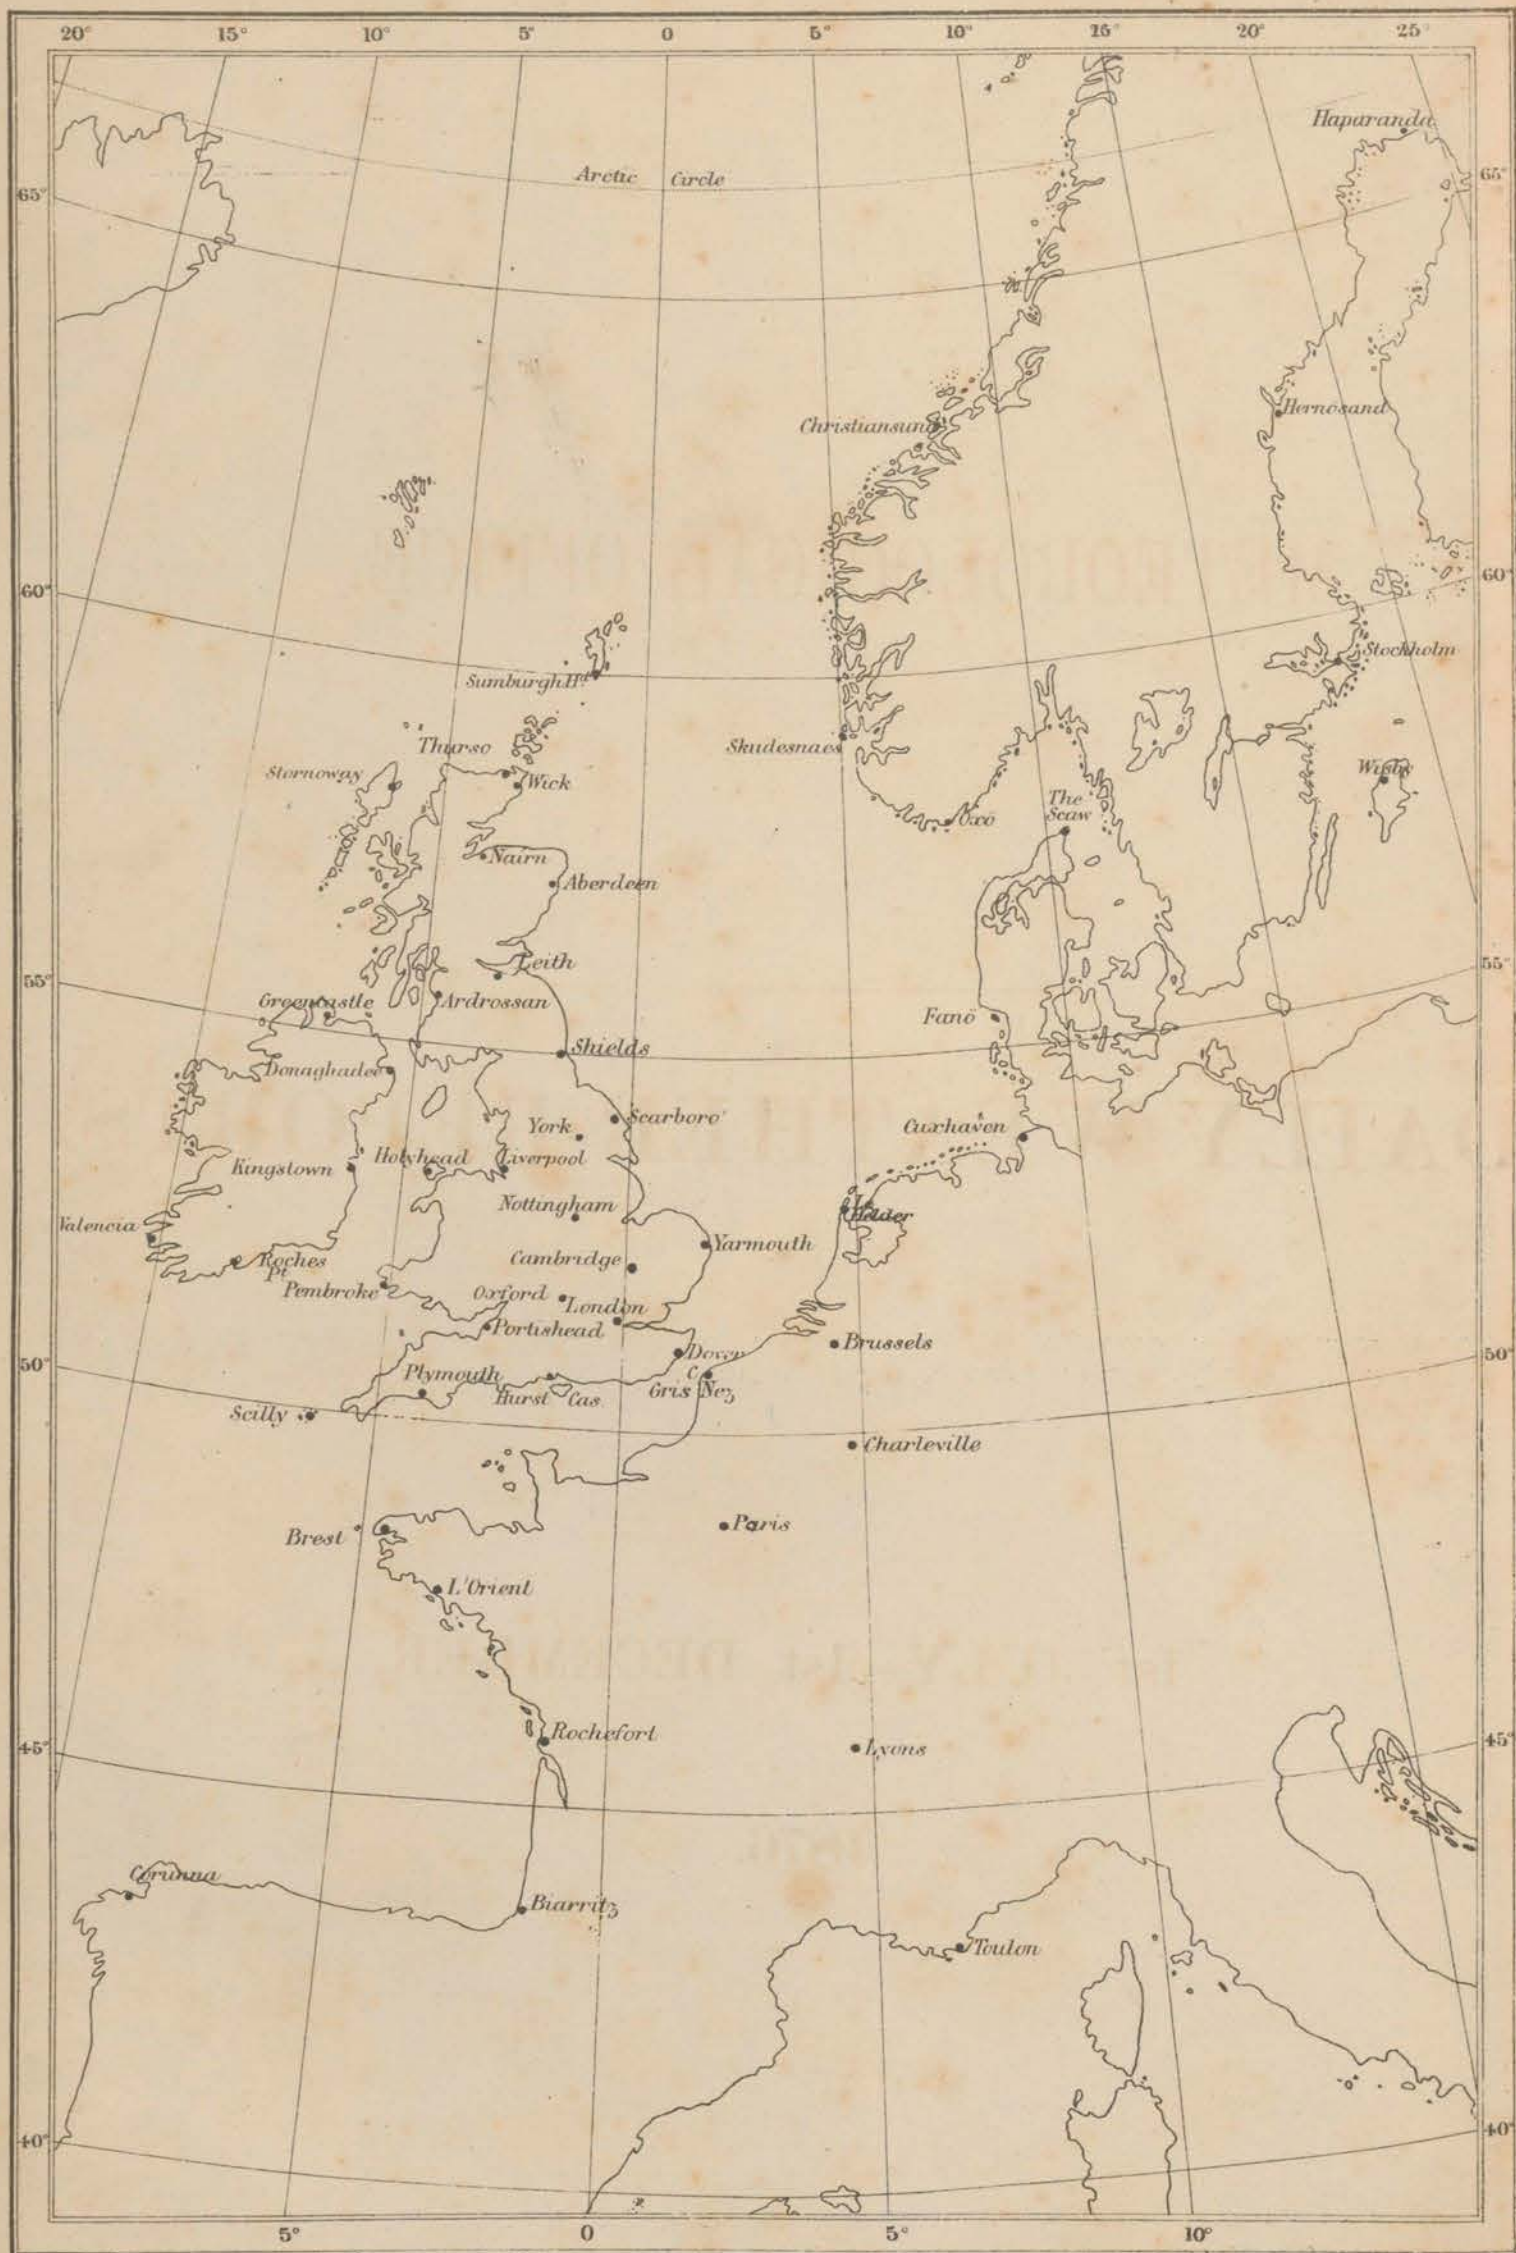 20° 15° 10° 5° 0 5° 10° 15° 20° 25°
Haparanda
Arctic Circle
65° 65°
Christiansund
Hernosand
60° 60°
Stockholm
Sumburgh Hd
Skudesnaes
Thurso
Stornoway
Wick
Wisby
The
Scaw
Oxö
Nairn
Aberdeen
Leith
55° 55°
Greencastle
Ardrossan
Fanö
Shields
Donaghadee
Scarboro'
York
Cuxhaven
Kingstown
Holyhead
Liverpool
Nottingham
Helder
Valencia
Yarmouth
Roches
Pt
Cambridge
Pembroke
Oxford
London
Portishead
Brussels
Dover
50° 50°
Plymouth
C
Gris Nez
Hurst Cas
Scilly
Charleville
Brest
Paris
L'Orient
Rochefort
45° 45°
Lyons
Corunna
Biarritz
Toulon
40° 40°
5° 0 5° 10°